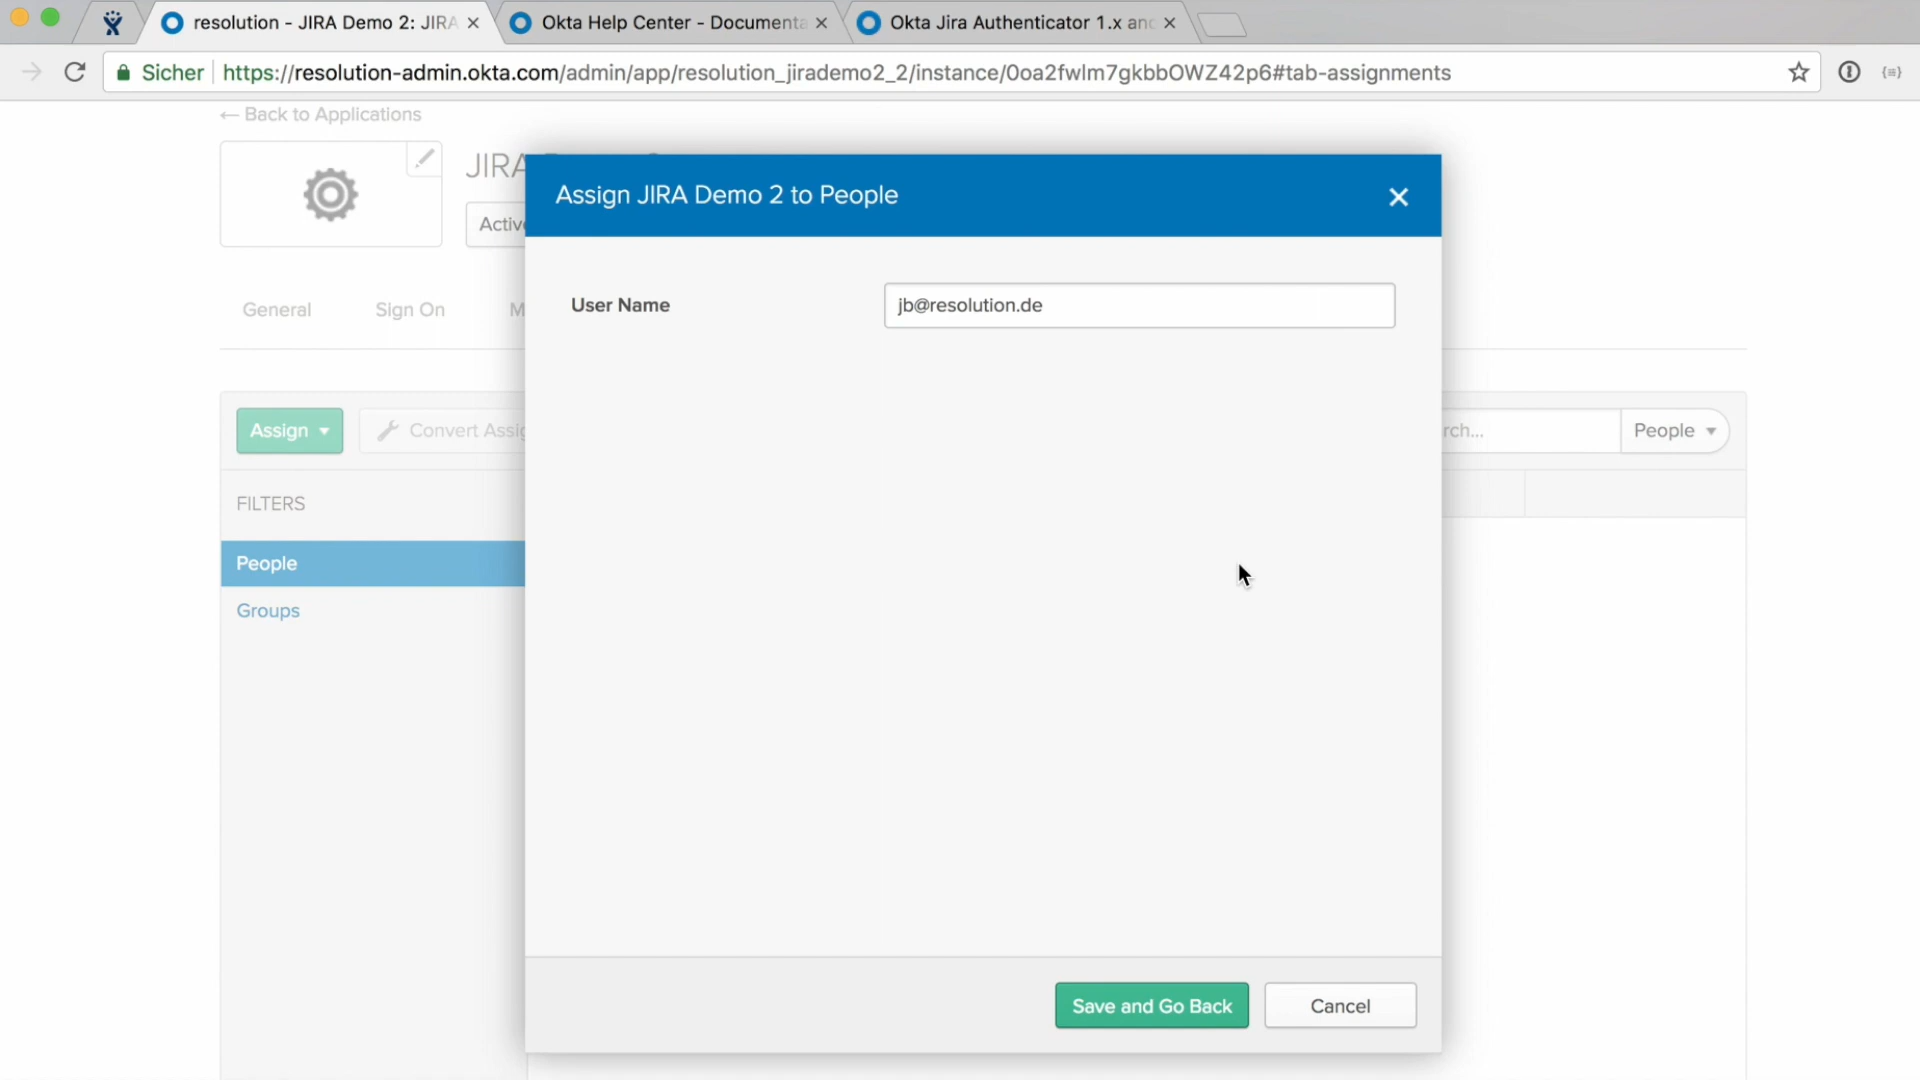 resolution - JIRA Demo 2: JIRA
Okta Help Center - Documenta
Okta Jira Authenticator 1.x and
Sicher
https://resolution-admin.okta.com/admin/app/resolution_jirademo2_2/instance/0oa2fwlm7gkbbOWZ42p6#tab-assignments
← Back to Applications
JIRA
Assign JIRA Demo 2 to People
Active
User Name
jb@resolution.de
General
Sign On
M
Assign
Convert Assig
rch...
People
FILTERS
People
Groups
Save and Go Back
Cancel